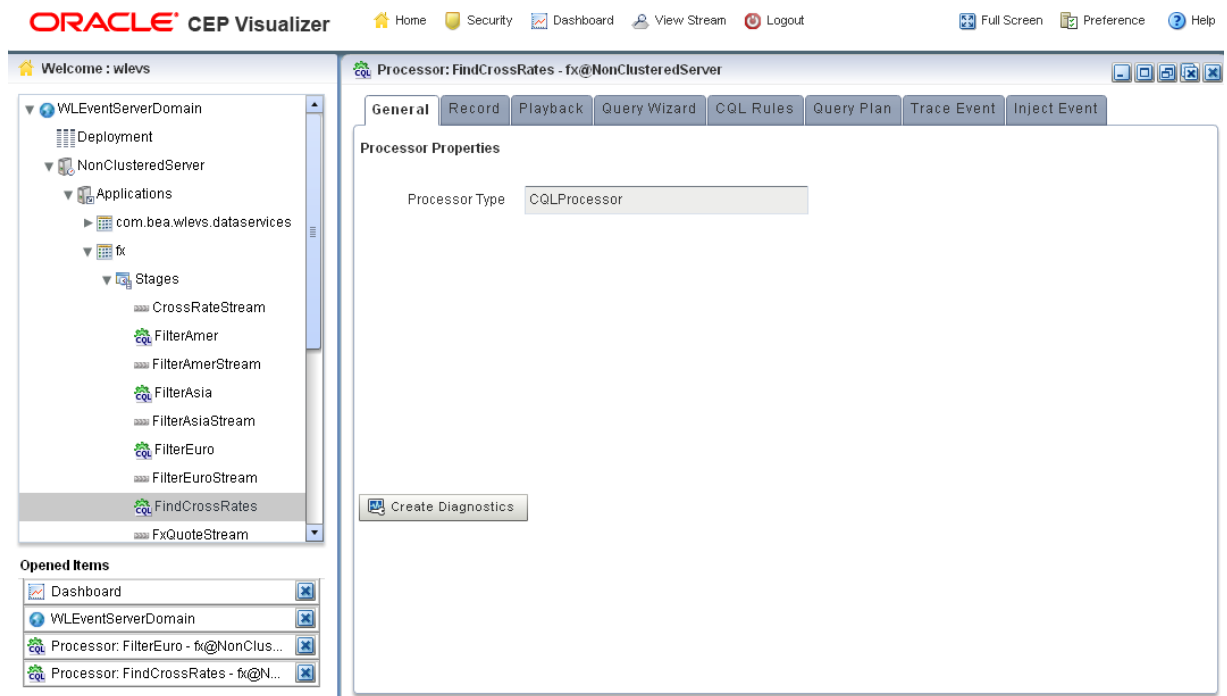 ORACLE CEP Visualizer
Home Security Dashboard View Stream Logout
Full Screen Preference Help
Welcome : wlevs
WLEventServerDomain
Deployment
NonClusteredServer
Applications
com.bea.wlevs.dataservices
fx
Stages
CrossRateStream
FilterAmer
FilterAmerStream
FilterAsia
FilterAsiaStream
FilterEuro
FilterEuroStream
FindCrossRates
FxQuoteStream
Opened Items
Dashboard
WLEventServerDomain
Processor: FilterEuro - fx@NonClus...
Processor: FindCrossRates - fx@N...
Processor: FindCrossRates - fx@NonClusteredServer
General Record Playback Query Wizard CQL Rules Query Plan Trace Event Inject Event
Processor Properties
Processor Type CQLProcessor
Create Diagnostics